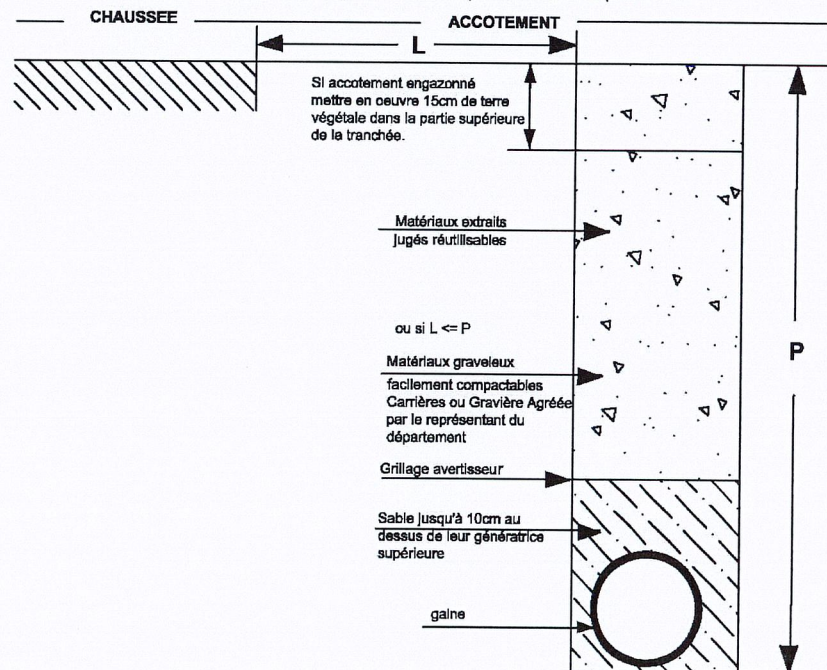 CHAUSSEE
ACCOTEMENT
L
SI accotement engazonné
mettre en oeuvre 15cm de terre
végétale dans la partie supérieure
de la tranchée.
Matériaux extraits
jugés réutilisables
ou si L <= P
P
Matériaux graveleux
facilement compactables
Carrières ou Gravière Agréée
par le représentant du
département
Grillage avertisseur
Sable jusqu'à 10cm au
dessus de leur génératrice
supérieure
gaine